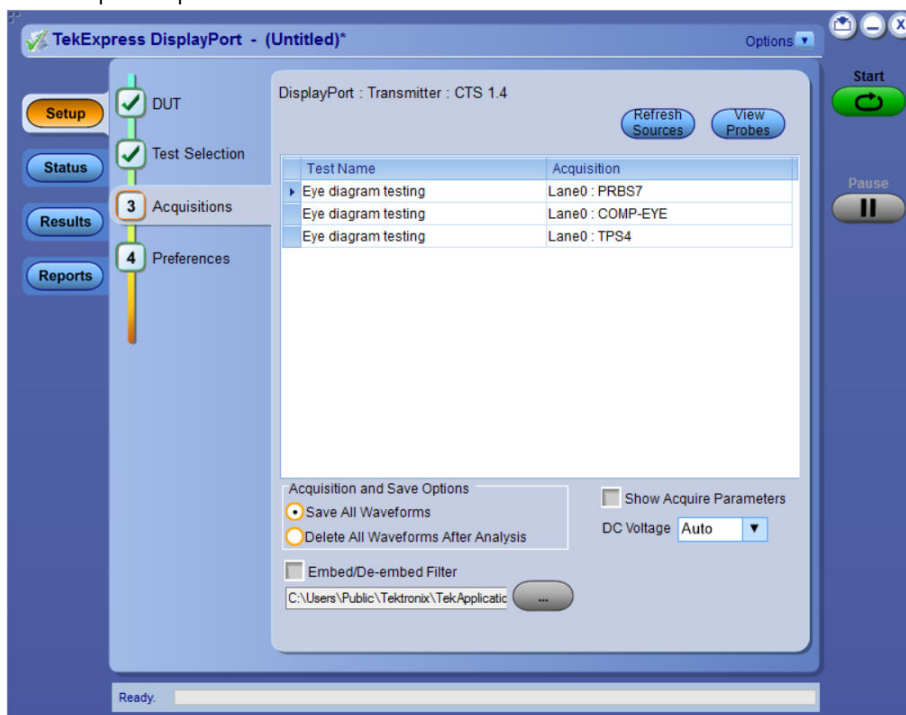 TekExpress DisplayPort - (Untitled)*
Options
Start
Pause
Setup
Status
Results
Reports
DUT
Test Selection
3 Acquisitions
4 Preferences
DisplayPort : Transmitter : CTS 1.4
Refresh
Sources
View
Probes
Test Name Acquisition
Eye diagram testing Lane0 : PRBS7
Eye diagram testing Lane0 : COMP-EYE
Eye diagram testing Lane0 : TPS4
Acquisition and Save Options
Save All Waveforms
Delete All Waveforms After Analysis
Show Acquire Parameters
DC Voltage Auto
Embed/De-embed Filter
C:\Users\Public\Tektronix\TekApplicatic
...
Ready.